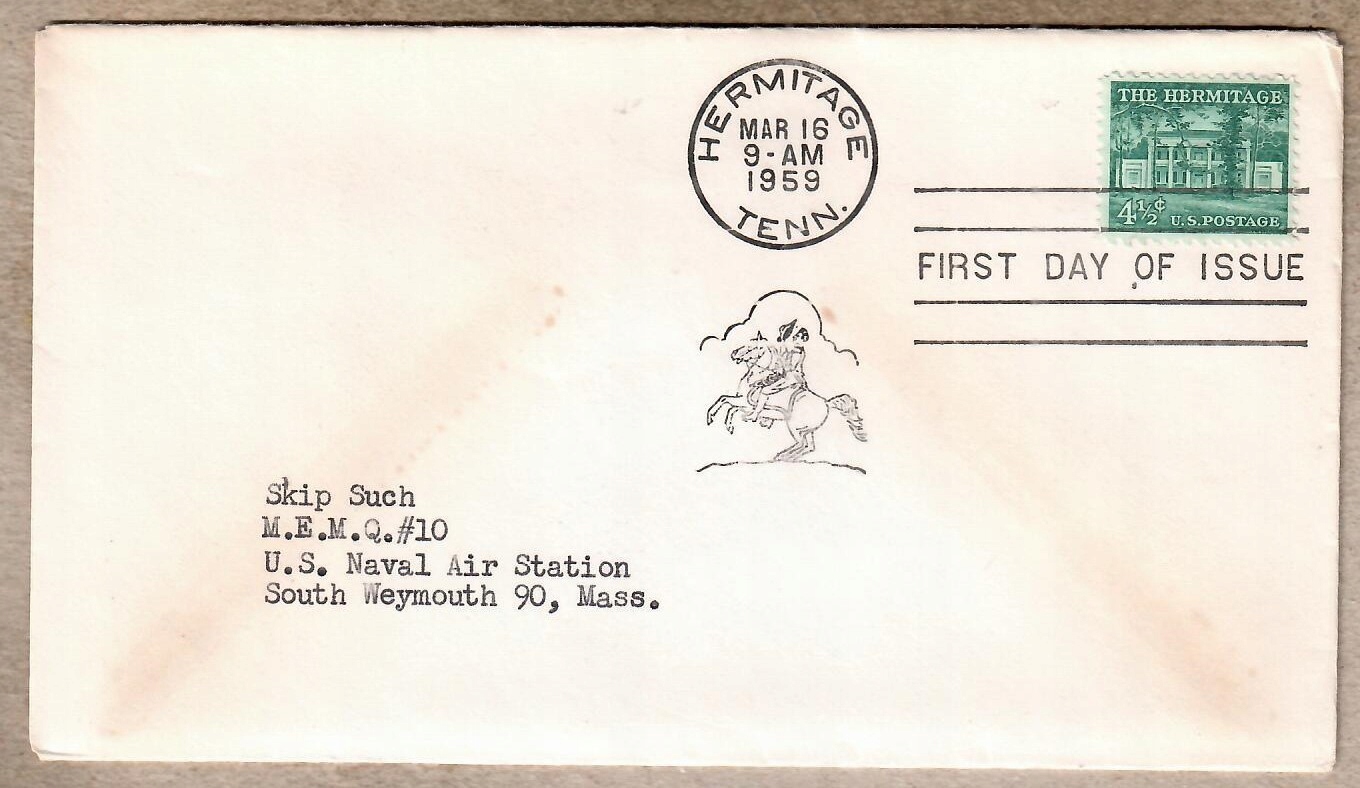 HERMITAGE
MAR 16
9-AM
1959
TENN.
THE HERMITAGE
4½¢ U.S. POSTAGE
FIRST DAY OF ISSUE
Skip Such
M.E.M.Q.#10
U.S. Naval Air Station
South Weymouth 90, Mass.